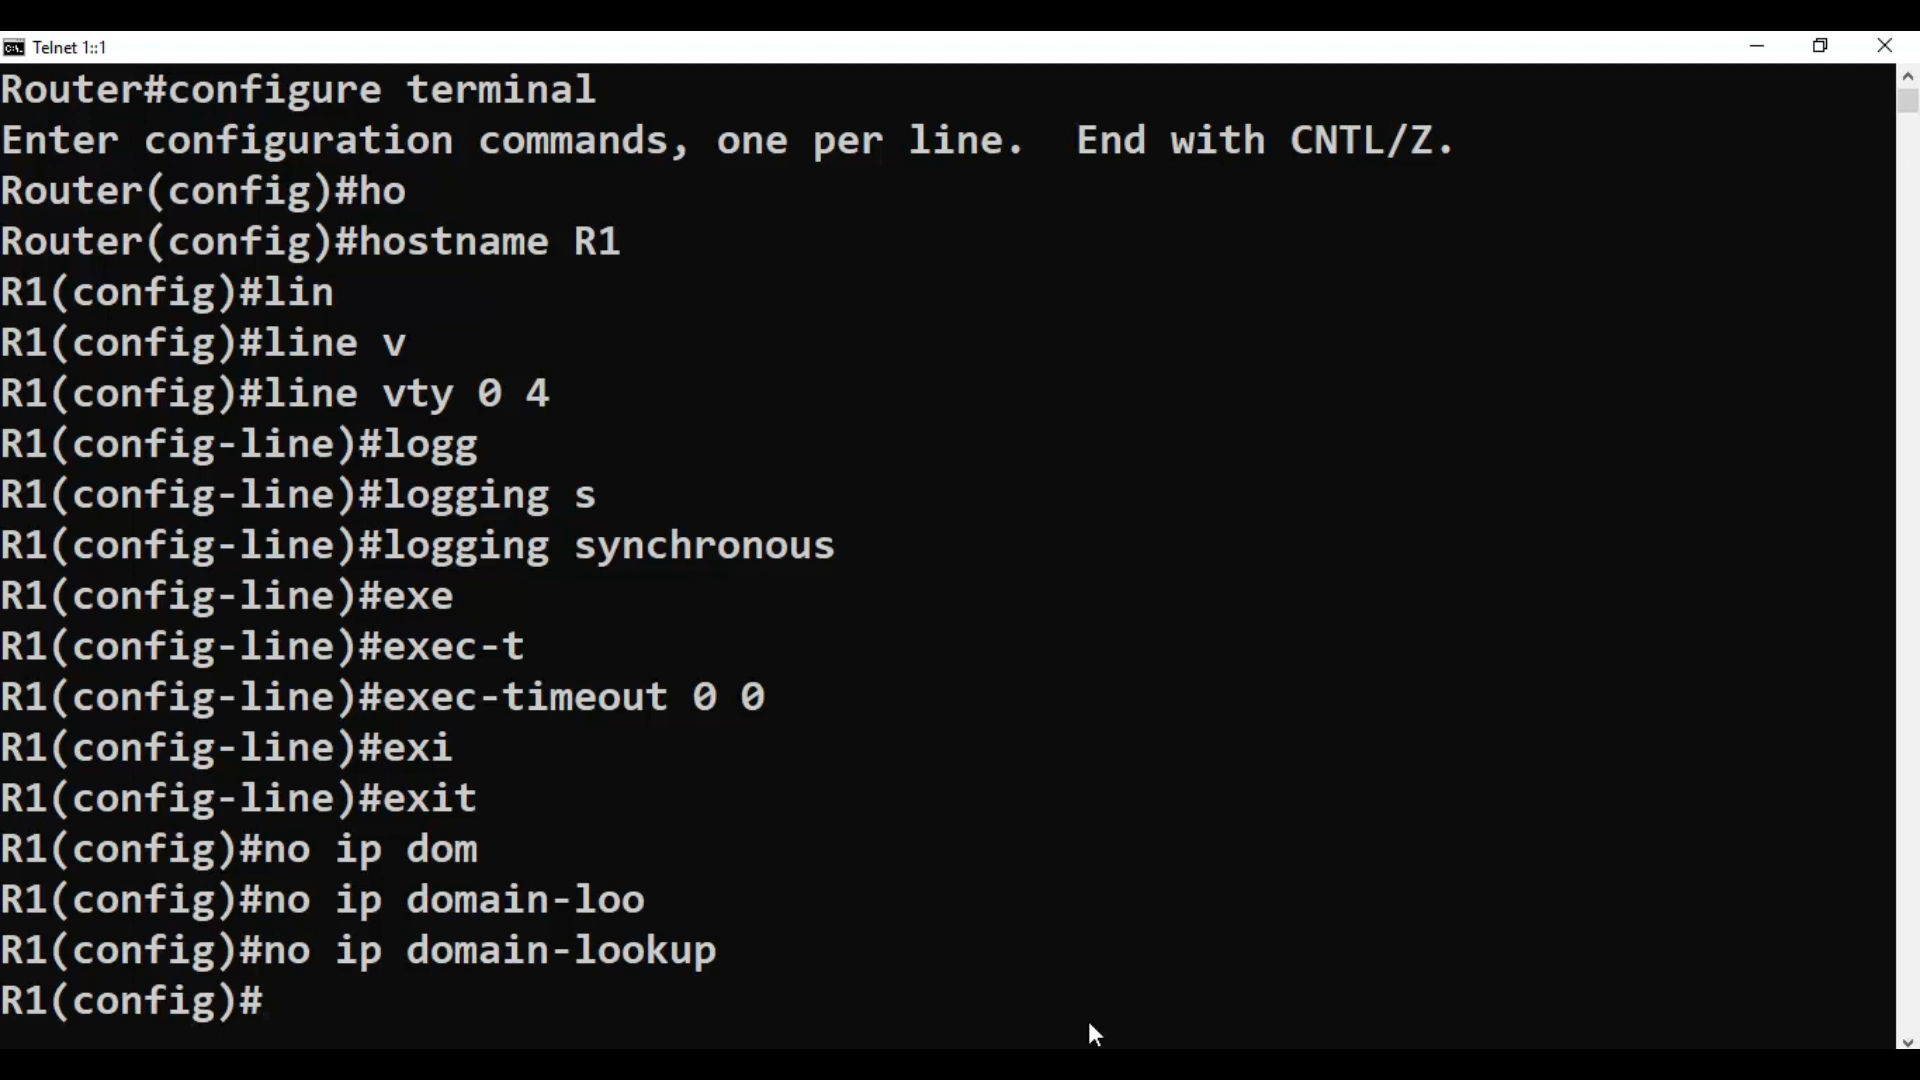 Telnet 1::1
Router#configure terminal
Enter configuration commands, one per line.  End with CNTL/Z.
Router(config)#ho
Router(config)#hostname R1
R1(config)#lin
R1(config)#line v
R1(config)#line vty 0 4
R1(config-line)#logg
R1(config-line)#logging s
R1(config-line)#logging synchronous
R1(config-line)#exe
R1(config-line)#exec-t
R1(config-line)#exec-timeout 0 0
R1(config-line)#exi
R1(config-line)#exit
R1(config)#no ip dom
R1(config)#no ip domain-loo
R1(config)#no ip domain-lookup
R1(config)#